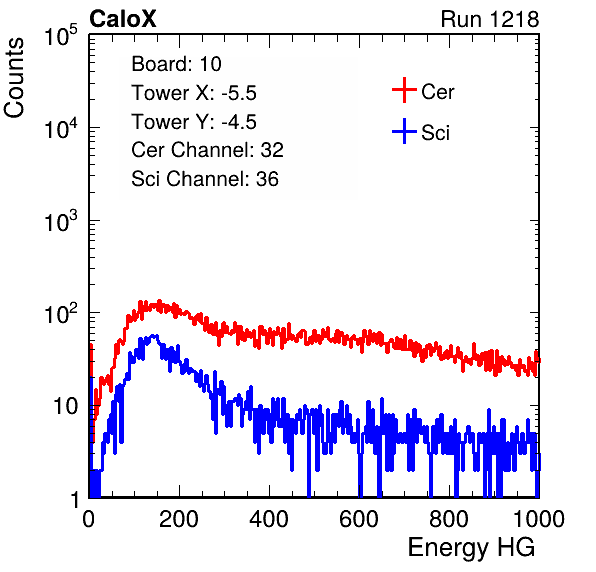 CaloX
Run 1218
Counts
10^5
10^4
10^3
10^2
10
1
Board: 10
Tower X: -5.5
Tower Y: -4.5
Cer Channel: 32
Sci Channel: 36
Cer
Sci
0 200 400 600 800 1000
Energy HG